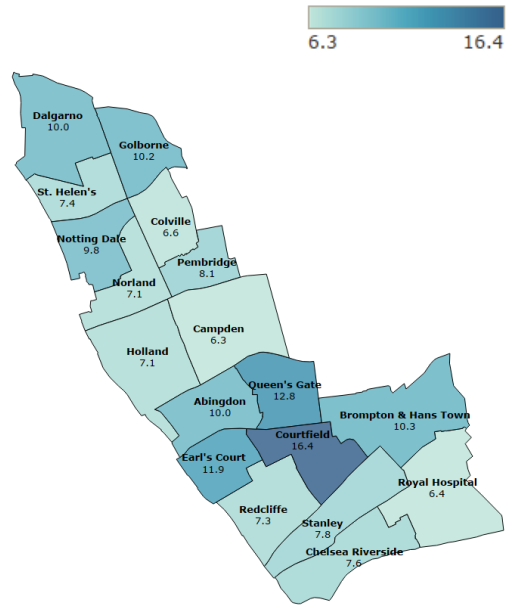 6.3 16.4
Dalgarno
10.0
Golborne
10.2
St. Helen's
7.4
Colville
6.6
Notting Dale
9.8
Pembridge
8.1
Norland
7.1
Campden
6.3
Holland
7.1
Queen's Gate
12.8
Abingdon
10.0
Brompton & Hans Town
10.3
Courtfield
16.4
Earl's Court
11.9
Royal Hospital
6.4
Redcliffe
7.3
Stanley
7.8
Chelsea Riverside
7.6